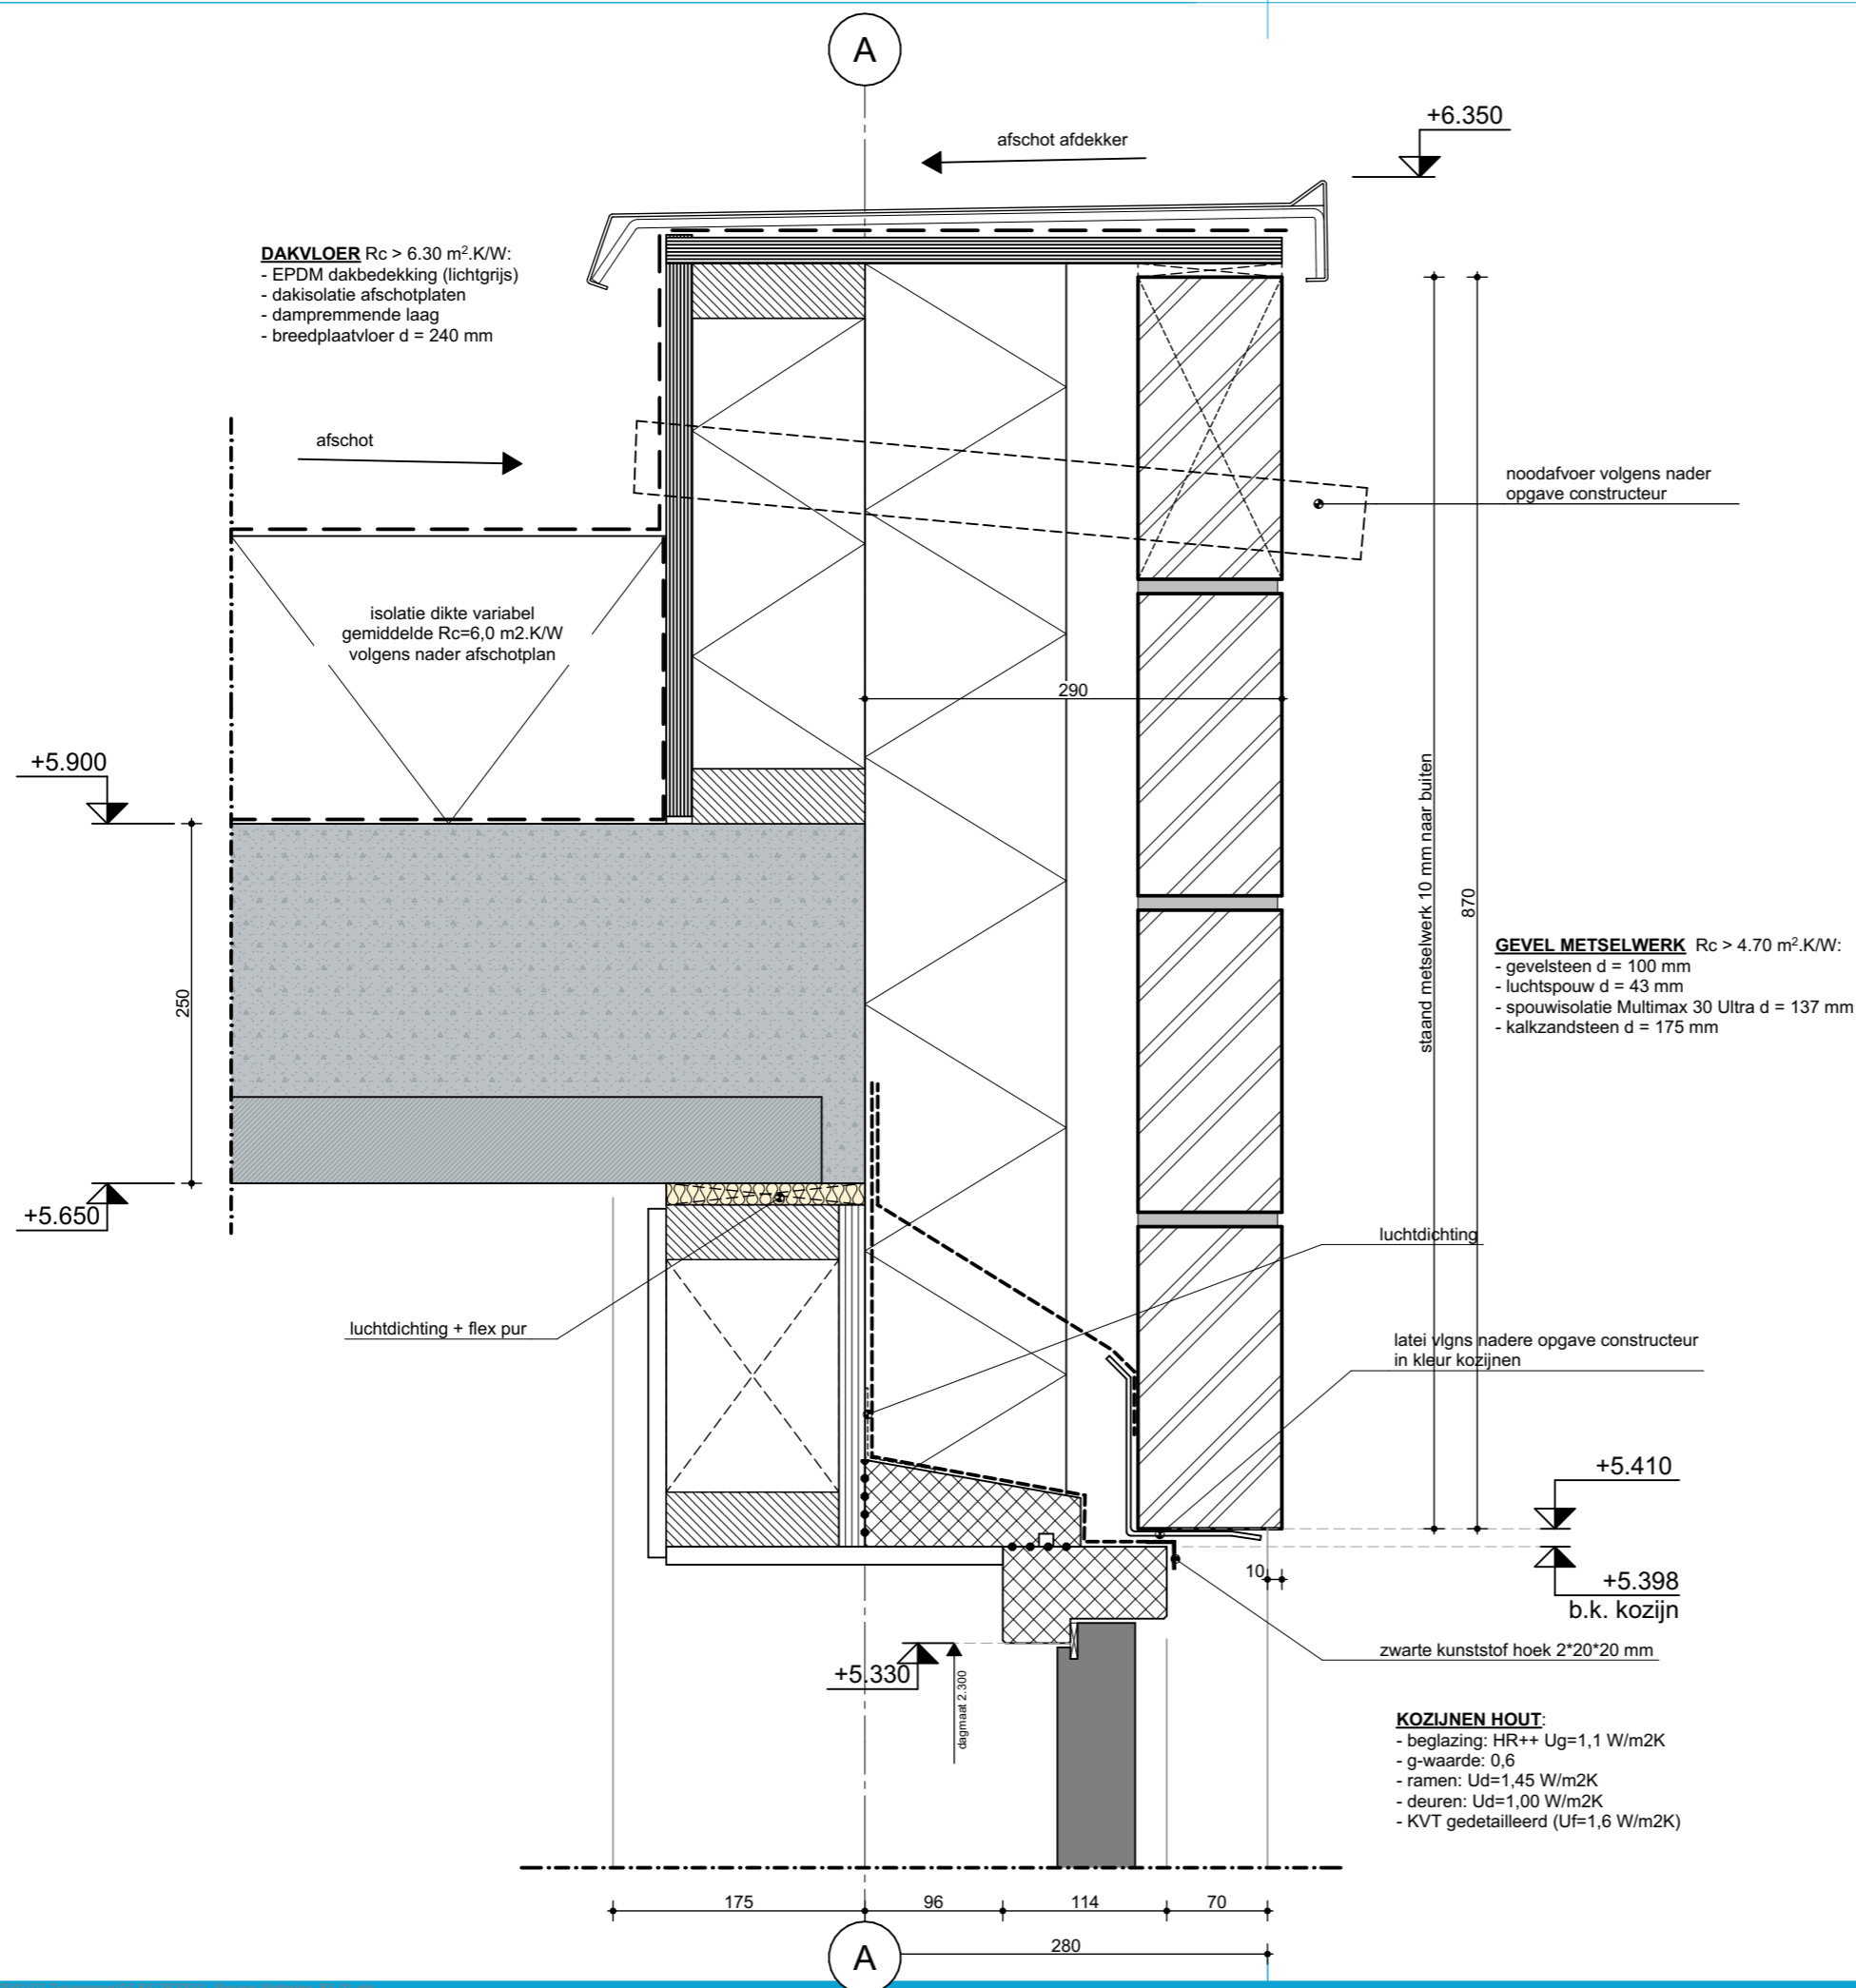 A
+6.350
afschot afdekker
DAKVLOER Rc > 6.30 m².K/W:
- EPDM dakbedekking (lichtgrijs)
- dakisolatie afschotplaten
- dampremmende laag
- breedplaatvloer d = 240 mm
afschot
noodafvoer volgens nader
opgave constructeur
isolatie dikte variabel
gemiddelde Rc=6,0 m2.K/W
volgens nader afschotplan
290
+5.900
staand metselwerk 10 mm naar buiten
870
GEVEL METSELWERK Rc > 4.70 m².K/W:
- gevelsteen d = 100 mm
- luchtspouw d = 43 mm
- spouwisolatie Multimax 30 Ultra d = 137 mm
- kalkzandsteen d = 175 mm
250
+5.650
luchtdichting
luchtdichting + flex pur
latei vlgns nadere opgave constructeur
in kleur kozijnen
+5.410
10
+5.398
b.k. kozijn
zwarte kunststof hoek 2*20*20 mm
+5.330
dagmaat 2.300
KOZIJNEN HOUT:
- beglazing: HR++ Ug=1,1 W/m2K
- g-waarde: 0,6
- ramen: Ud=1,45 W/m2K
- deuren: Ud=1,00 W/m2K
- KVT gedetailleerd (Uf=1,6 W/m2K)
175
96
114
70
A
280